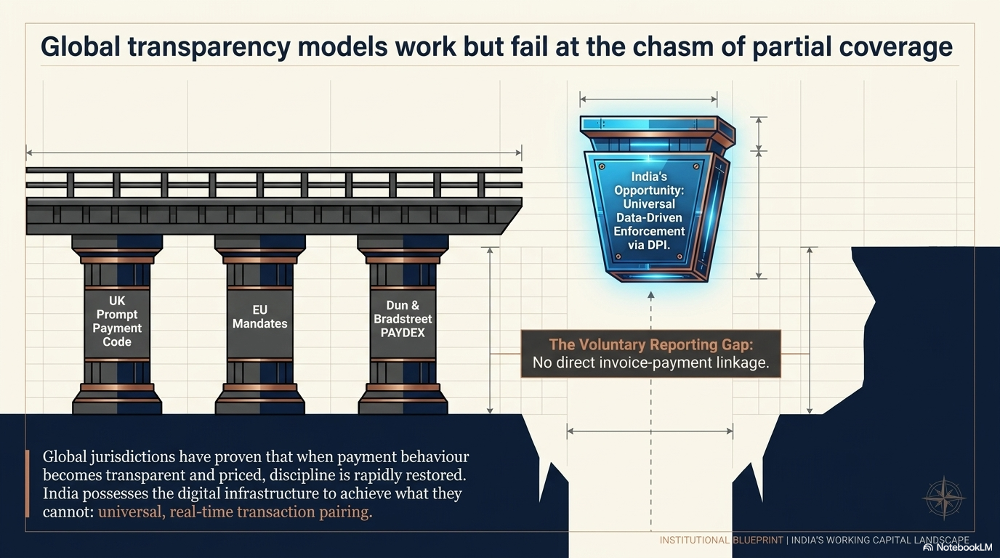 Global transparency models work but fail at the chasm of partial coverage
UK
Prompt
Payment
Code
EU
Mandates
Dun &
Bradstreet
PAYDEX
India's
Opportunity:
Universal
Data-Driven
Enforcement
via DPI.
The Voluntary Reporting Gap:
No direct invoice-payment linkage.
Global jurisdictions have proven that when payment behaviour
becomes transparent and priced, discipline is rapidly restored.
India possesses the digital infrastructure to achieve what they
cannot: universal, real-time transaction pairing.
INSTITUTIONAL BLUEPRINT | INDIA'S WORKING CAPITAL LANDSCAPE
NotebookLM